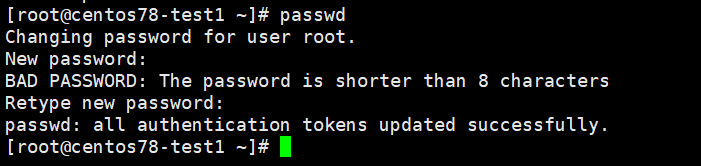 [root@centos78-test1 ~]# passwd
Changing password for user root.
New password:
BAD PASSWORD: The password is shorter than 8 characters
Retype new password:
passwd: all authentication tokens updated successfully.
[root@centos78-test1 ~]#